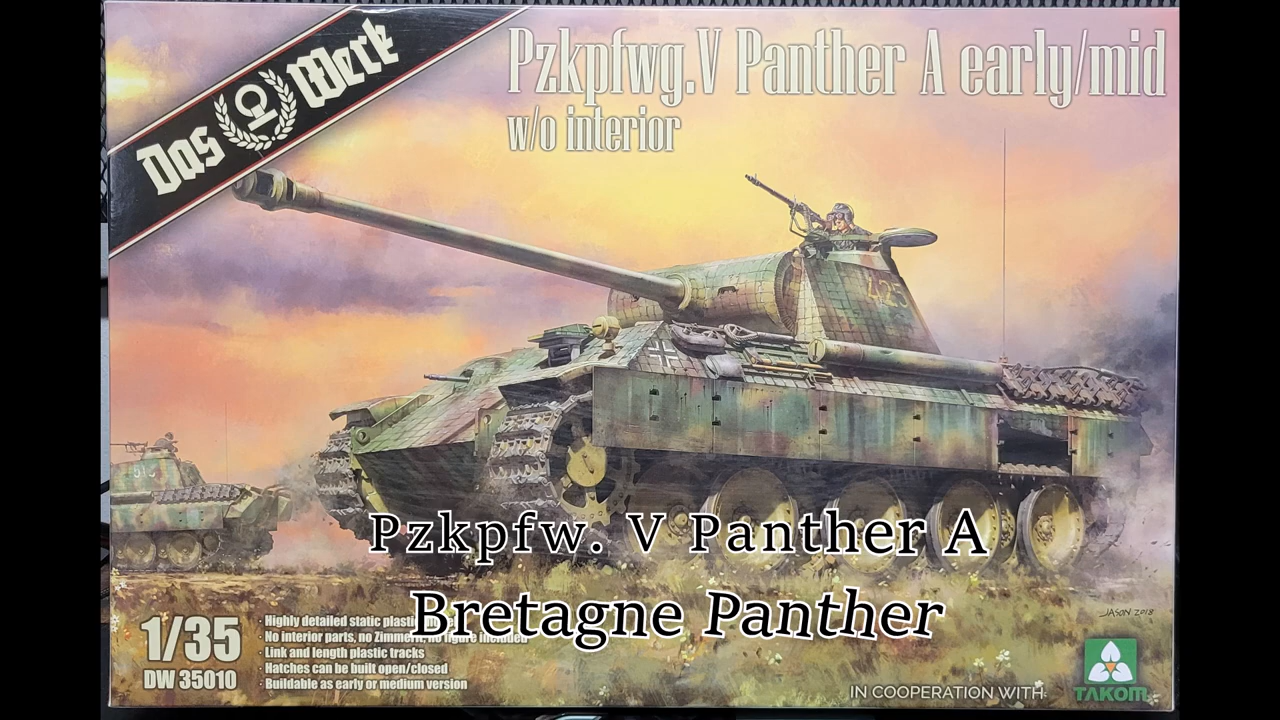 Das Werk
Pzkpfwg.V Panther A early/mid
w/o interior
425
Pzkpfw. V Panther A
Bretagne Panther
1/35
DW 35010
· Highly detailed static plastic
· No interior parts, no Zimmerit, no figure included
· Link and length plastic tracks
· Hatches can be built open/closed
· Buildable as early or medium version
JASON 2018
IN COOPERATION WITH:
TAKOM